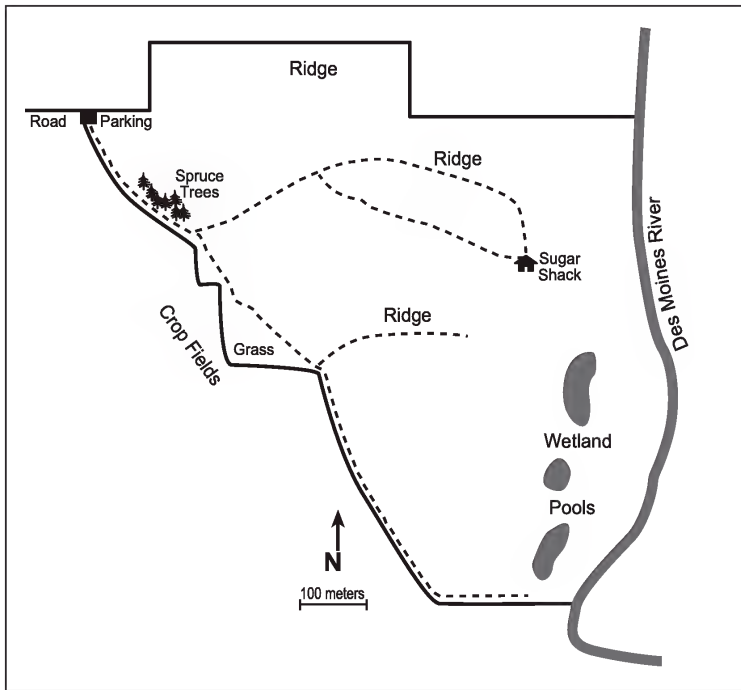 Ridge
Road
Parking
Spruce
Trees
Ridge
Sugar
Shack
Des Moines River
Crop Fields
Ridge
Grass
Wetland
Pools
N
100 meters